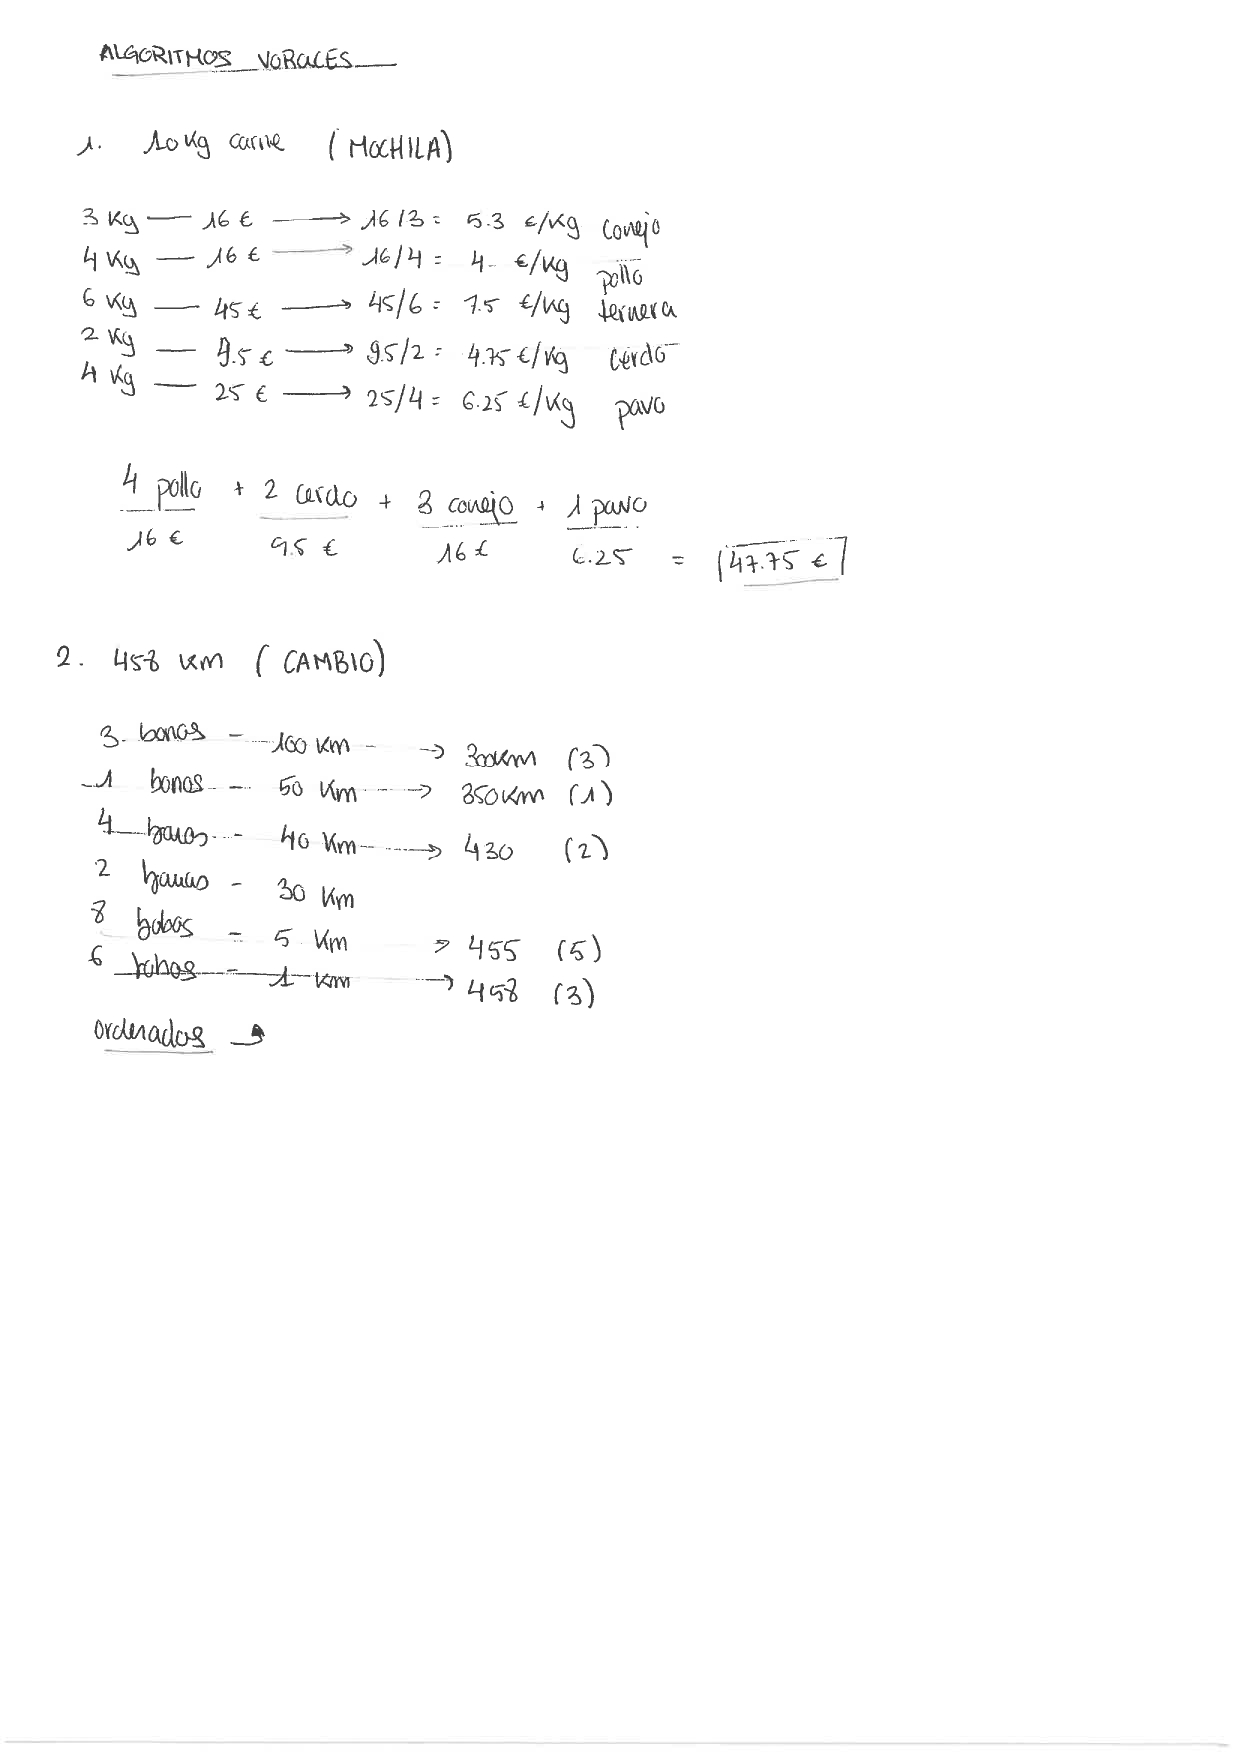 ALGORITMOS VORACES
1. 10 Kg carne (MOCHILA)
3 Kg — 16 € → 16/3 = 5.3 €/Kg conejo
4 Kg — 16 € → 16/4 = 4 €/Kg pollo
6 Kg — 45 € → 45/6 = 7.5 €/Kg ternera
2 Kg — 9.5 € → 9.5/2 = 4.75 €/Kg cerdo
4 Kg — 25 € → 25/4 = 6.25 €/Kg pavo
4 pollo + 2 cerdo + 3 conejo + 1 pavo
16 € 9.5 € 16 € 6.25 = 47.75 €
2. 458 Km (CAMBIO)
3 bonos - 100 Km → 300Km (3)
1 bonos - 50 Km → 350Km (1)
4 bonos - 40 Km → 430 (2)
2 bonos - 30 Km
8 bobos - 5 Km → 455 (5)
6 bonos - 1 Km → 458 (3)
ordenados